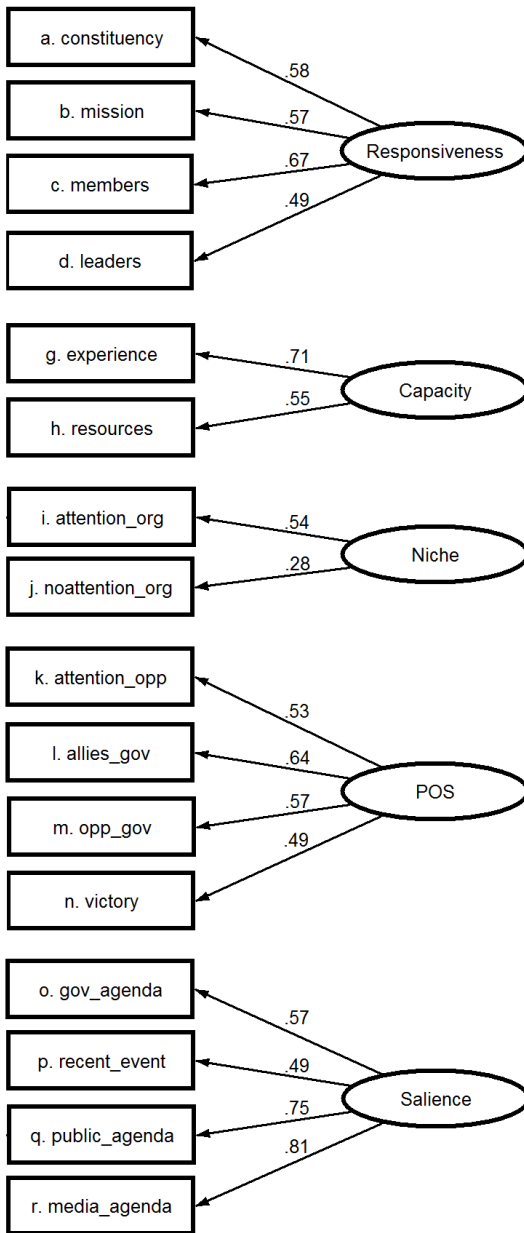 a. constituency
.58
b. mission
.57
Responsiveness
c. members
.67
d. leaders
.49
g. experience
.71
Capacity
h. resources
.55
i. attention_org
.54
Niche
j. noattention_org
.28
k. attention_opp
.53
l. allies_gov
.64
POS
m. opp_gov
.57
n. victory
.49
o. gov_agenda
.57
p. recent_event
.49
Salience
q. public_agenda
.75
r. media_agenda
.81